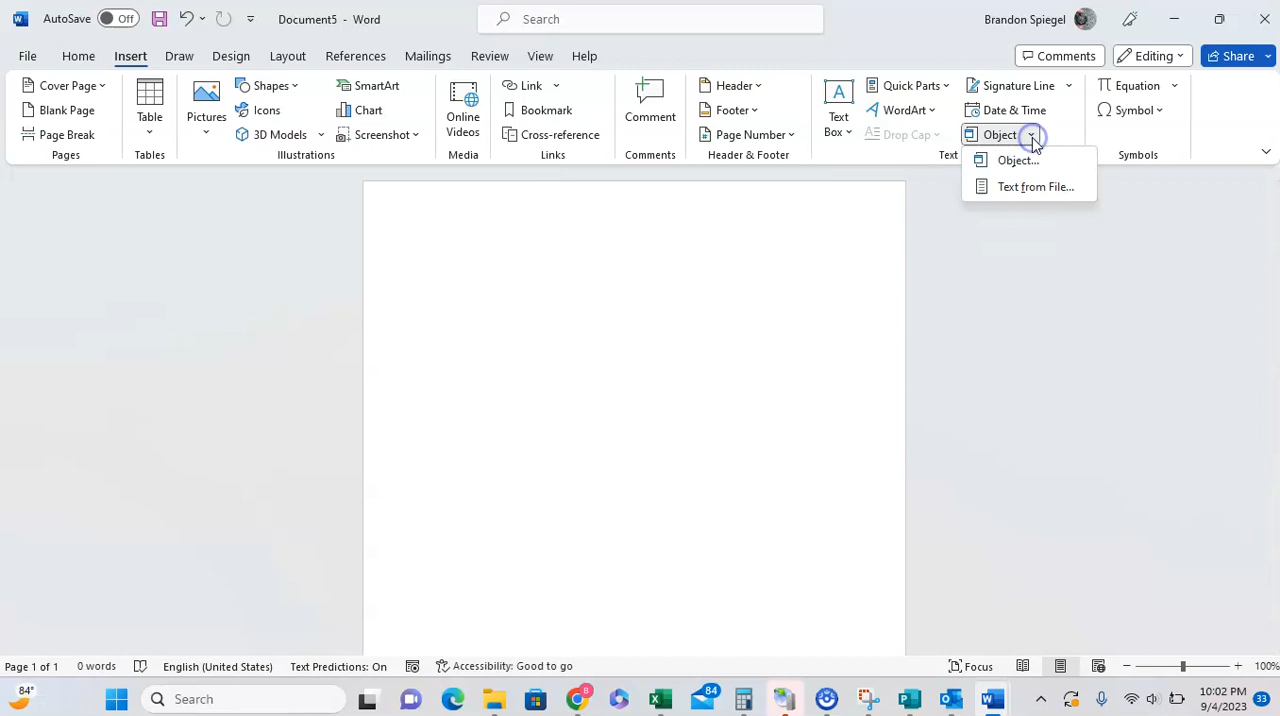 AutoSave Off Document5 - Word Search Brandon Spiegel
File Home Insert Draw Design Layout References Mailings Review View Help Comments Editing Share
Cover Page
Blank Page
Page Break
Pages
Table
Tables
Pictures
Shapes
Icons
3D Models
SmartArt
Chart
Screenshot
Illustrations
Online
Videos
Media
Link
Bookmark
Cross-reference
Links
Comment
Comments
Header
Footer
Page Number
Header & Footer
Text
Box
Quick Parts
WordArt
Drop Cap
Signature Line
Date & Time
Object
Text
Equation
Symbol
Symbols
Object...
Text from File...
Page 1 of 1 0 words English (United States) Text Predictions: On Accessibility: Good to go Focus 100%
84° Search 8 84 10:02 PM
9/4/2023 33